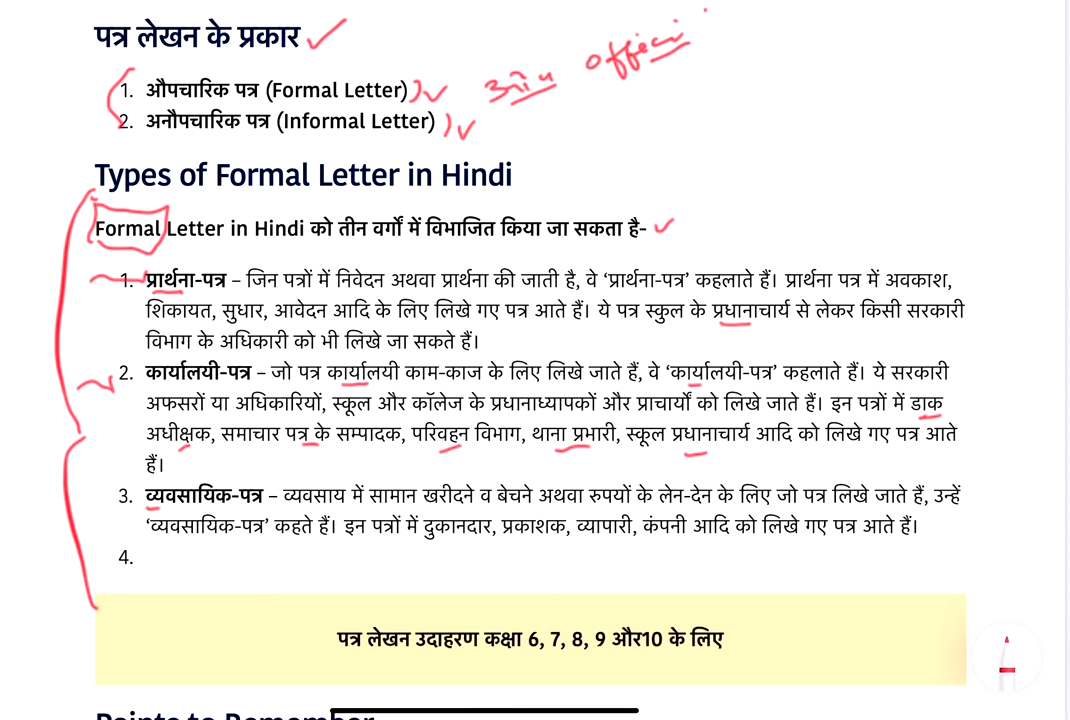 पत्र लेखन के प्रकार
1. औपचारिक पत्र (Formal Letter)
2. अनौपचारिक पत्र (Informal Letter)
Types of Formal Letter in Hindi
Formal Letter in Hindi को तीन वर्गों में विभाजित किया जा सकता है-
1. प्रार्थना-पत्र – जिन पत्रों में निवेदन अथवा प्रार्थना की जाती है, वे ‘प्रार्थना-पत्र’ कहलाते हैं। प्रार्थना पत्र में अवकाश,
शिकायत, सुधार, आवेदन आदि के लिए लिखे गए पत्र आते हैं। ये पत्र स्कुल के प्रधानाचार्य से लेकर किसी सरकारी
विभाग के अधिकारी को भी लिखे जा सकते हैं।
2. कार्यालयी-पत्र – जो पत्र कार्यालयी काम-काज के लिए लिखे जाते हैं, वे ‘कार्यालयी-पत्र’ कहलाते हैं। ये सरकारी
अफसरों या अधिकारियों, स्कूल और कॉलेज के प्रधानाध्यापकों और प्राचार्यों को लिखे जाते हैं। इन पत्रों में डाक
अधीक्षक, समाचार पत्र के सम्पादक, परिवहन विभाग, थाना प्रभारी, स्कूल प्रधानाचार्य आदि को लिखे गए पत्र आते
हैं।
3. व्यवसायिक-पत्र – व्यवसाय में सामान खरीदने व बेचने अथवा रुपयों के लेन-देन के लिए जो पत्र लिखे जाते हैं, उन्हें
‘व्यवसायिक-पत्र’ कहते हैं। इन पत्रों में दुकानदार, प्रकाशक, व्यापारी, कंपनी आदि को लिखे गए पत्र आते हैं।
4.
पत्र लेखन उदाहरण कक्षा 6, 7, 8, 9 और10 के लिए
Points to Remember